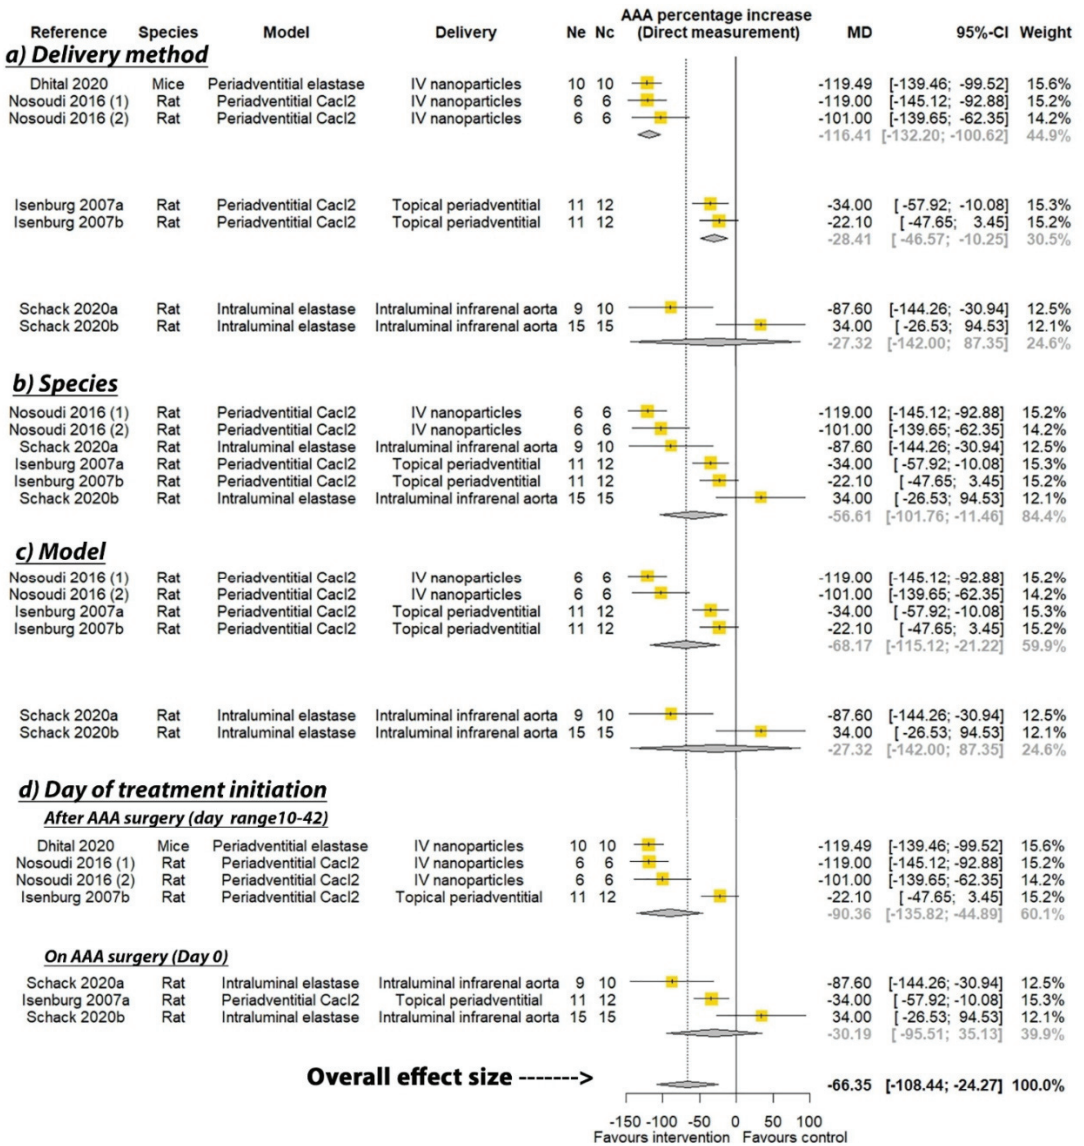 AAA percentage increase
Reference Species Model Delivery Ne Nc (Direct measurement) MD 95%-CI Weight
a) Delivery method
Dhital 2020 Mice Periadventitial elastase IV nanoparticles 10 10 -119.49 [-139.46; -99.52] 15.6%
Nosoudi 2016 (1) Rat Periadventitial Cacl2 IV nanoparticles 6 6 -119.00 [-145.12; -92.88] 15.2%
Nosoudi 2016 (2) Rat Periadventitial Cacl2 IV nanoparticles 6 6 -101.00 [-139.65; -62.35] 14.2%
-116.41 [-132.20; -100.62] 44.9%
Isenburg 2007a Rat Periadventitial Cacl2 Topical periadventitial 11 12 -34.00 [-57.92; -10.08] 15.3%
Isenburg 2007b Rat Periadventitial Cacl2 Topical periadventitial 11 12 -22.10 [-47.65; 3.45] 15.2%
-28.41 [-46.57; -10.25] 30.5%
Schack 2020a Rat Intraluminal elastase Intraluminal infrarenal aorta 9 10 -87.60 [-144.26; -30.94] 12.5%
Schack 2020b Rat Intraluminal elastase Intraluminal infrarenal aorta 15 15 34.00 [-26.53; 94.53] 12.1%
-27.32 [-142.00; 87.35] 24.6%
b) Species
Nosoudi 2016 (1) Rat Periadventitial Cacl2 IV nanoparticles 6 6 -119.00 [-145.12; -92.88] 15.2%
Nosoudi 2016 (2) Rat Periadventitial Cacl2 IV nanoparticles 6 6 -101.00 [-139.65; -62.35] 14.2%
Schack 2020a Rat Intraluminal elastase Intraluminal infrarenal aorta 9 10 -87.60 [-144.26; -30.94] 12.5%
Isenburg 2007a Rat Periadventitial Cacl2 Topical periadventitial 11 12 -34.00 [-57.92; -10.08] 15.3%
Isenburg 2007b Rat Periadventitial Cacl2 Topical periadventitial 11 12 -22.10 [-47.65; 3.45] 15.2%
Schack 2020b Rat Intraluminal elastase Intraluminal infrarenal aorta 15 15 34.00 [-26.53; 94.53] 12.1%
-56.61 [-101.76; -11.46] 84.4%
c) Model
Nosoudi 2016 (1) Rat Periadventitial Cacl2 IV nanoparticles 6 6 -119.00 [-145.12; -92.88] 15.2%
Nosoudi 2016 (2) Rat Periadventitial Cacl2 IV nanoparticles 6 6 -101.00 [-139.65; -62.35] 14.2%
Isenburg 2007a Rat Periadventitial Cacl2 Topical periadventitial 11 12 -34.00 [-57.92; -10.08] 15.3%
Isenburg 2007b Rat Periadventitial Cacl2 Topical periadventitial 11 12 -22.10 [-47.65; 3.45] 15.2%
-68.17 [-115.12; -21.22] 59.9%
Schack 2020a Rat Intraluminal elastase Intraluminal infrarenal aorta 9 10 -87.60 [-144.26; -30.94] 12.5%
Schack 2020b Rat Intraluminal elastase Intraluminal infrarenal aorta 15 15 34.00 [-26.53; 94.53] 12.1%
-27.32 [-142.00; 87.35] 24.6%
d) Day of treatment initiation
After AAA surgery (day range10-42)
Dhital 2020 Mice Periadventitial elastase IV nanoparticles 10 10 -119.49 [-139.46; -99.52] 15.6%
Nosoudi 2016 (1) Rat Periadventitial Cacl2 IV nanoparticles 6 6 -119.00 [-145.12; -92.88] 15.2%
Nosoudi 2016 (2) Rat Periadventitial Cacl2 IV nanoparticles 6 6 -101.00 [-139.65; -62.35] 14.2%
Isenburg 2007b Rat Periadventitial Cacl2 Topical periadventitial 11 12 -22.10 [-47.65; 3.45] 15.2%
-90.36 [-135.82; -44.89] 60.1%
On AAA surgery (Day 0)
Schack 2020a Rat Intraluminal elastase Intraluminal infrarenal aorta 9 10 -87.60 [-144.26; -30.94] 12.5%
Isenburg 2007a Rat Periadventitial Cacl2 Topical periadventitial 11 12 -34.00 [-57.92; -10.08] 15.3%
Schack 2020b Rat Intraluminal elastase Intraluminal infrarenal aorta 15 15 34.00 [-26.53; 94.53] 12.1%
-30.19 [-95.51; 35.13] 39.9%
Overall effect size -------> -66.35 [-108.44; -24.27] 100.0%
-150 -100 -50 0 50 100
Favours intervention Favours control